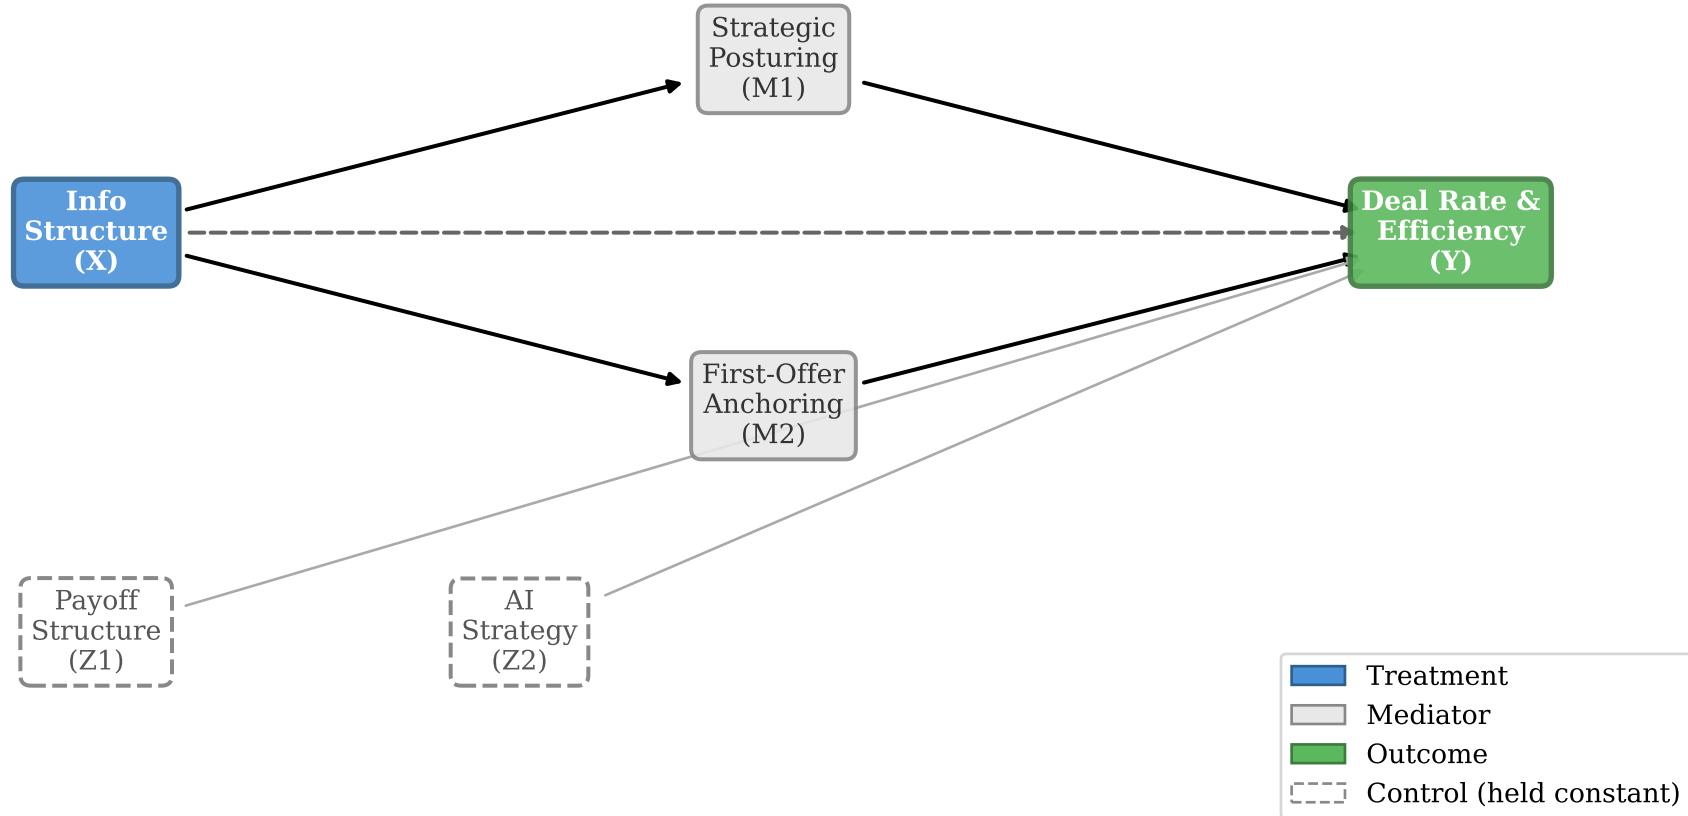 Strategic
Posturing
(M1)
Info
Structure
(X)
Deal Rate &
Efficiency
(Y)
First-Offer
Anchoring
(M2)
Payoff
Structure
(Z1)
AI
Strategy
(Z2)
Treatment
Mediator
Outcome
Control (held constant)